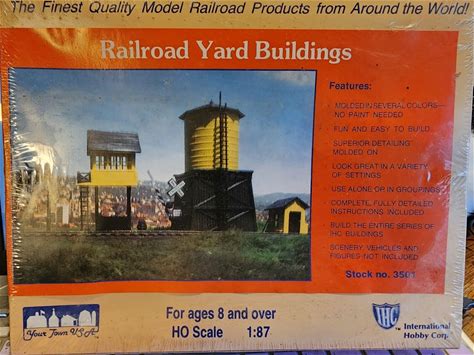 The Finest Quality Model Railroad Products from Around the World!
Railroad Yard Buildings
Features:
· MOLDED IN SEVERAL COLORS—
NO PAINT NEEDED
· FUN AND EASY TO BUILD
· SUPERIOR DETAILING
MOLDED ON
· LOOK GREAT IN A VARIETY
OF SETTINGS
· USE ALONE OR IN GROUPINGS
· COMPLETE, FULLY DETAILED
INSTRUCTIONS INCLUDED
· BUILD THE ENTIRE SERIES OF
IHC BUILDINGS
· SCENERY, VEHICLES AND
FIGURES NOT INCLUDED
Stock no. 3501
For ages 8 and over
HO Scale 1:87
Your Town U.S.A.
IHC
International
Hobby Corp.